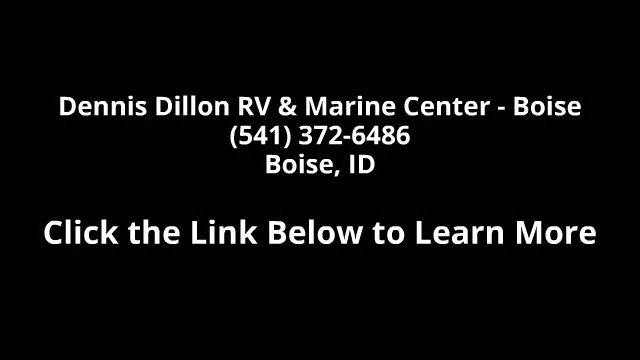 Dennis Dillon RV & Marine Center - Boise
(541) 372-6486
Boise, ID
Click the Link Below to Learn More